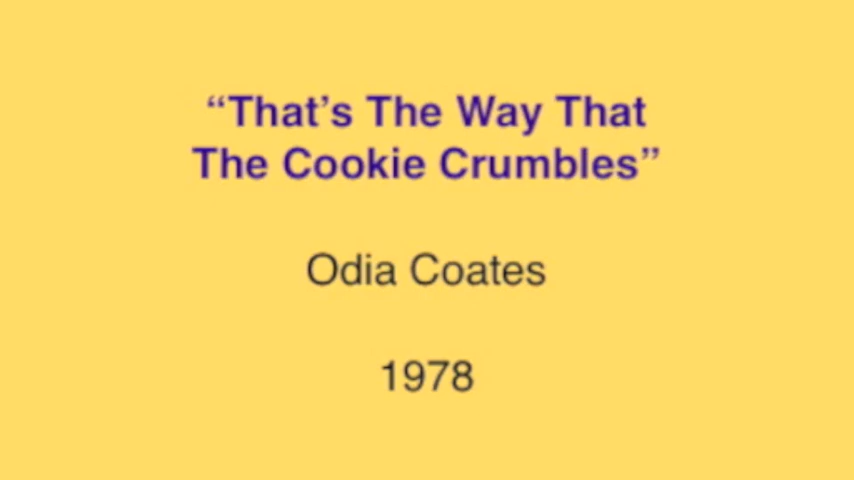 “That’s The Way That
The Cookie Crumbles”
Odia Coates
1978